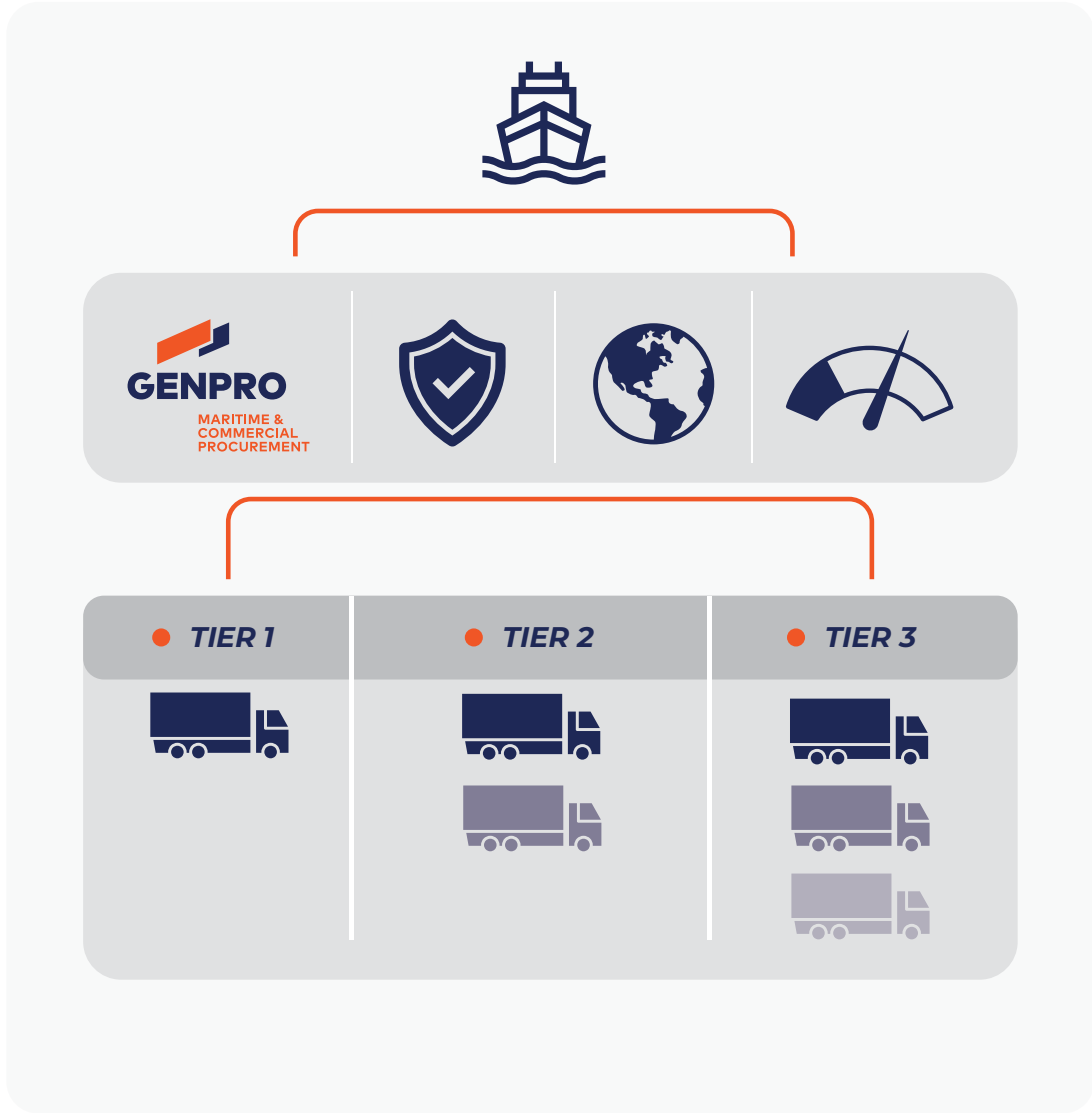 GENPRO
MARITIME &
COMMERCIAL
PROCUREMENT
TIER 1
TIER 2
TIER 3